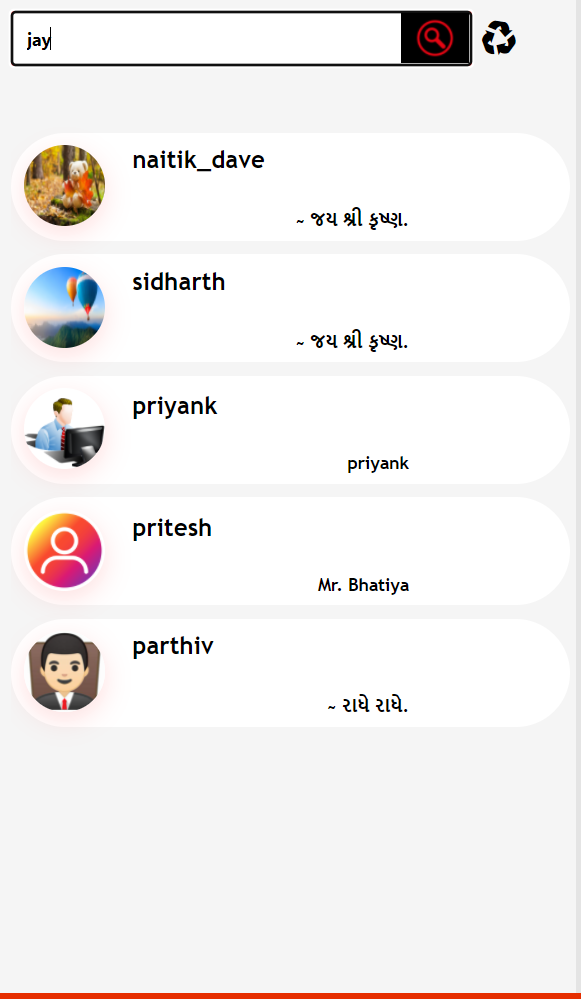 jay
naitik_dave
~ જય શ્રી કૃષ્ણ.
sidharth
~ જય શ્રી કૃષ્ણ.
priyank
priyank
pritesh
Mr. Bhatiya
parthiv
~ રાધે રાધે.